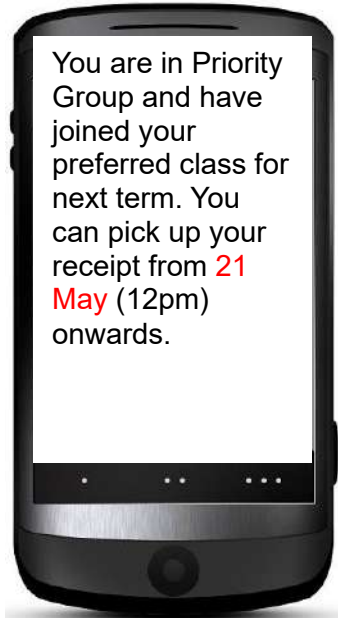 You are in Priority
Group and have
joined your
preferred class for
next term. You
can pick up your
receipt from 21
May (12pm)
onwards.